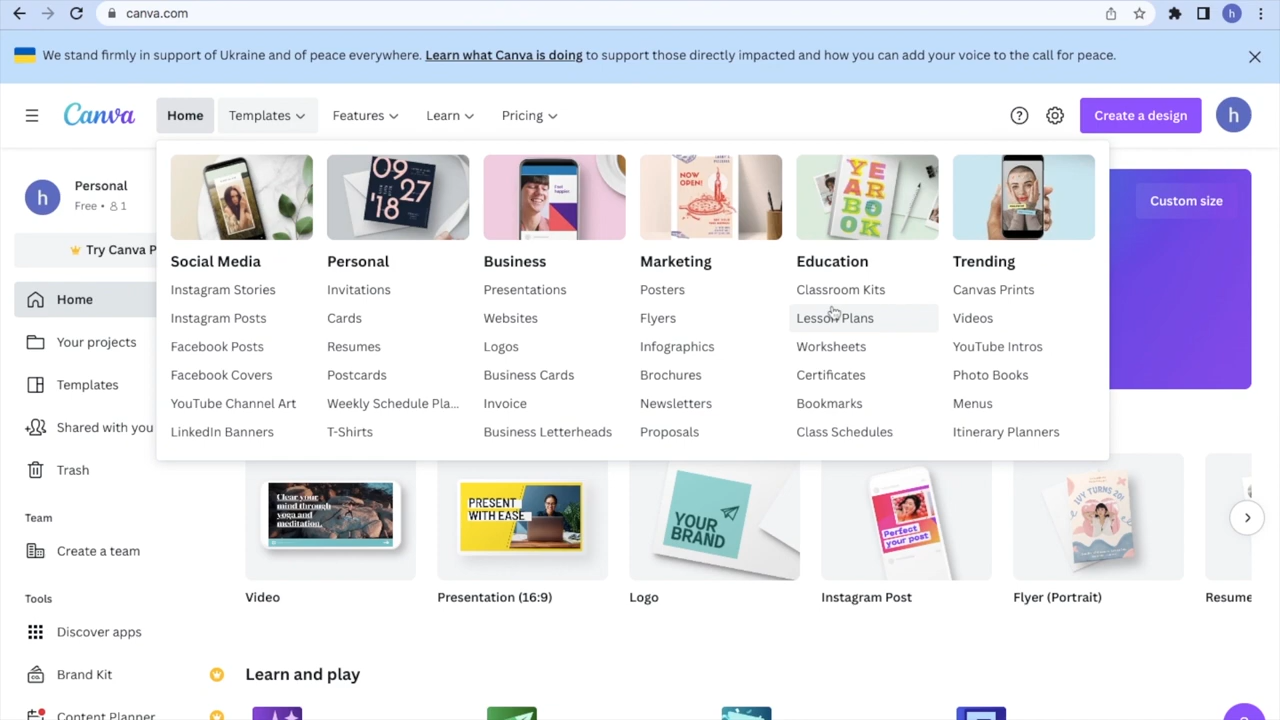 canva.com
h
We stand firmly in support of Ukraine and of peace everywhere. Learn what Canva is doing to support those directly impacted and how you can add your voice to the call for peace.
Canva
Home
Templates
Features
Learn
Pricing
Create a design
h
h
Personal
Free • 1
Try Canva P
Home
Your projects
Templates
Shared with you
Trash
Team
Create a team
Tools
Discover apps
Brand Kit
Content Planner
09
27
'18
NOW OPEN!
YEARBOOK
Custom size
Social Media
Instagram Stories
Instagram Posts
Facebook Posts
Facebook Covers
YouTube Channel Art
LinkedIn Banners
Personal
Invitations
Cards
Resumes
Postcards
Weekly Schedule Pla...
T-Shirts
Business
Presentations
Websites
Logos
Business Cards
Invoice
Business Letterheads
Marketing
Posters
Flyers
Infographics
Brochures
Newsletters
Proposals
Education
Classroom Kits
Lesson Plans
Worksheets
Certificates
Bookmarks
Class Schedules
Trending
Canvas Prints
Videos
YouTube Intros
Photo Books
Menus
Itinerary Planners
Clear your
mind through
yoga and
meditation.
PRESENT
WITH EASE
YOUR
BRAND
Perfect
your post
IVY TURNS 20!
Video
Presentation (16:9)
Logo
Instagram Post
Flyer (Portrait)
Resume
Learn and play